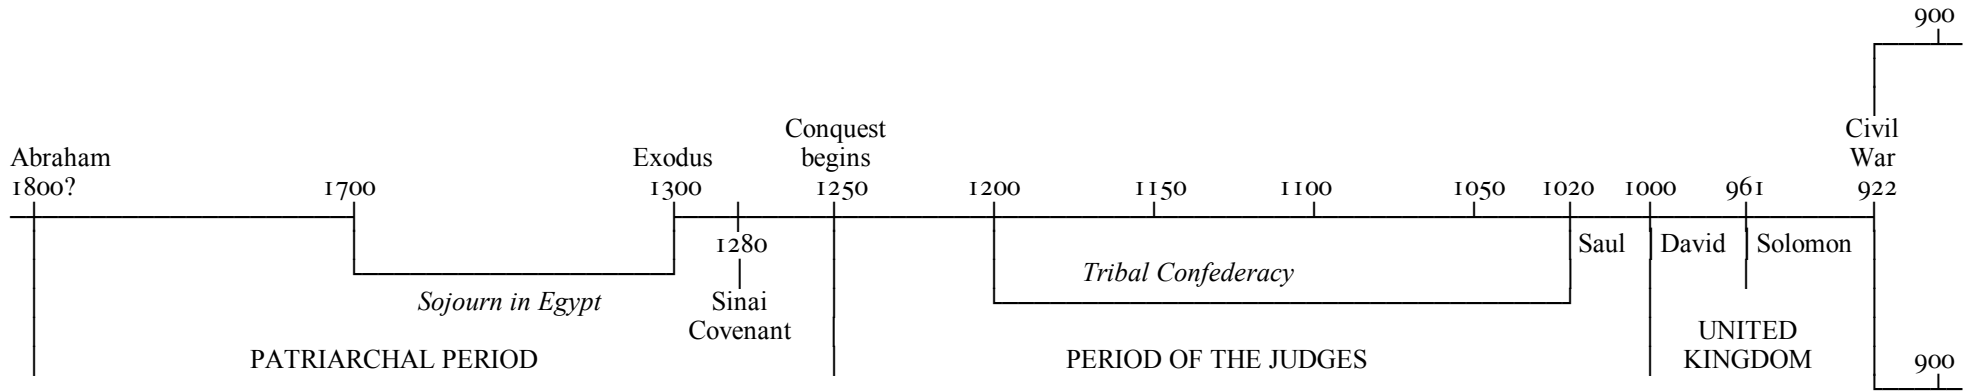 900
Conquest
Civil
Abraham
Exodus
begins
War
1800?
1700
1300
1250
1200
1150
1100
1050
1020
1000
961
922
1280
Saul
David
Solomon
Tribal Confederacy
Sojourn in Egypt
Sinai
Covenant
UNITED
KINGDOM
PATRIARCHAL PERIOD
PERIOD OF THE JUDGES
900